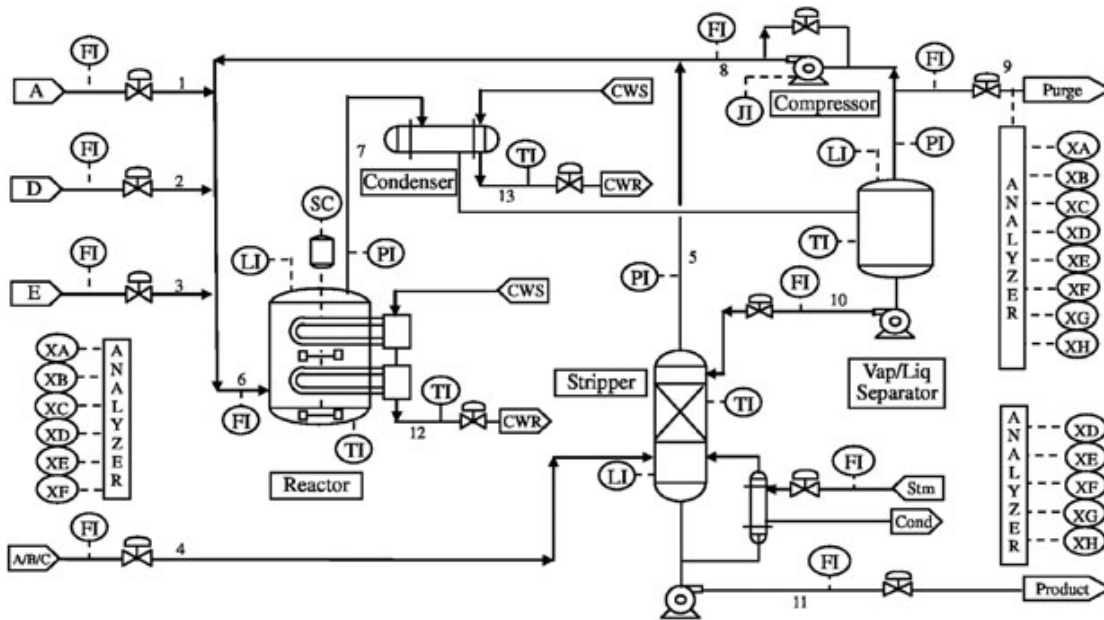 FI
8
FI
9
FI
A
1
JI
Compressor
Purge
CWS
7
TI
LI
PI
XA
XB
XC
XD
XE
XF
XG
XH
ANALYZER
FI
D
2
Condenser
13
CWR
SC
TI
LI
PI
5
FI
E
3
PI
CWS
FI
10
XA
XB
XC
XD
XE
XF
ANALYZER
6
FI
Stripper
Vap/Liq
Separator
TI
TI
12
CWR
TI
Reactor
LI
FI
Stm
Cond
XD
XE
XF
XG
XH
ANALYZER
FI
A/B/C
4
FI
11
Product